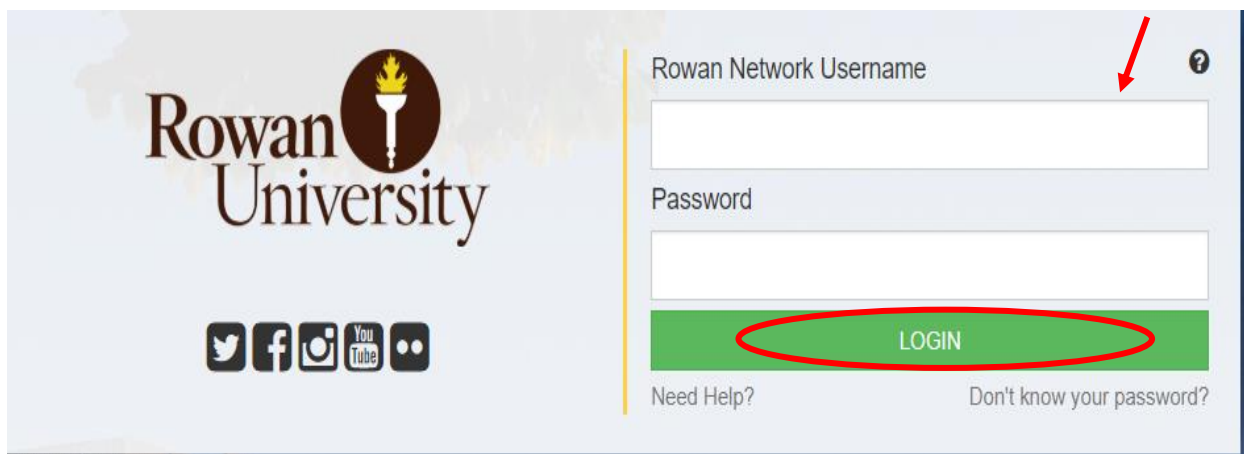 Rowan
University
You
Tube
Rowan Network Username
?
Password
LOGIN
Need Help?
Don't know your password?